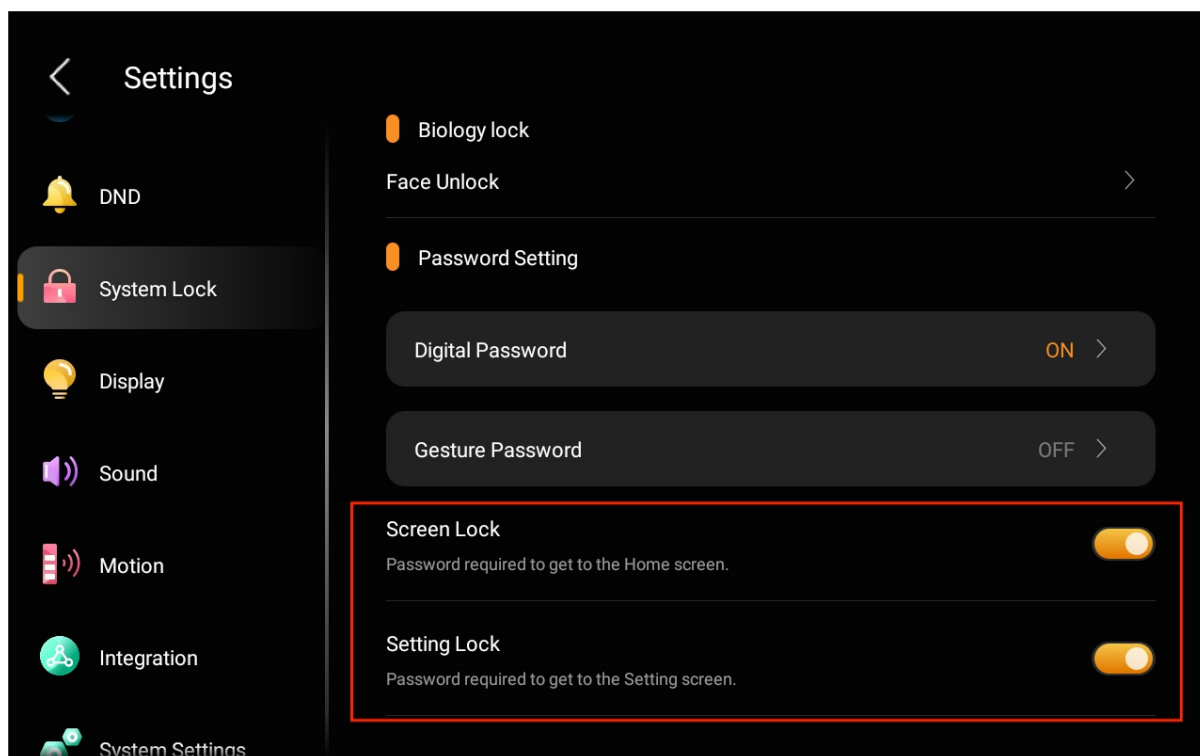 Settings
DND
System Lock
Display
Sound
Motion
Integration
System Settings
Biology lock
Face Unlock
Password Setting
Digital Password ON
Gesture Password OFF
Screen Lock
Password required to get to the Home screen.
Setting Lock
Password required to get to the Setting screen.